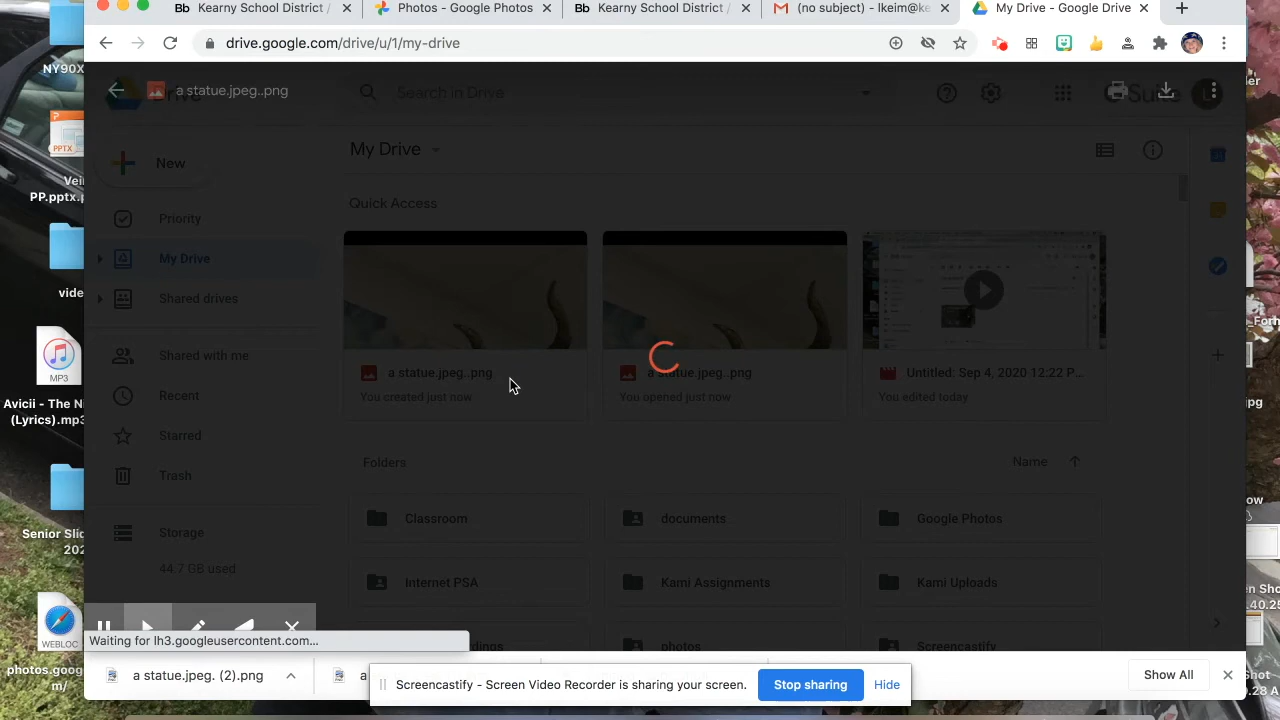 Kearny School District /
Photos - Google Photos
Kearny School District /
(no subject) - lkeim@ke
My Drive - Google Drive
drive.google.com/drive/u/1/my-drive
a statue.jpeg..png
Search in Drive
My Drive
New
Quick Access
Priority
My Drive
Shared drives
Shared with me
Recent
Starred
Trash
Storage
44.7 GB used
a statue.jpeg..png
You created just now
a statue.jpeg..png
You opened just now
Untitled: Sep 4, 2020 12:22 P...
You edited today
Folders
Name
Classroom
documents
Google Photos
Internet PSA
Kami Assignments
Kami Uploads
photos
Screencastify
Waiting for lh3.googleusercontent.com...
a statue.jpeg. (2).png
a
Screencastify - Screen Video Recorder is sharing your screen.
Stop sharing
Hide
Show All
NY90X
PPTX
Vei
PP.pptx.p
vide
MP3
Avicii - The N
(Lyrics).mp3
Senior Slid
202
WEBLOC
photos.goog
m/